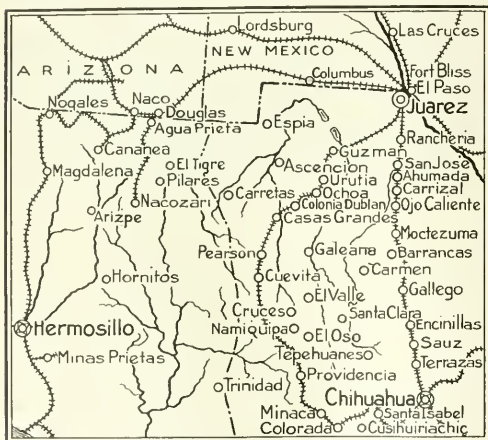 Lordsburg
Las Cruces
NEW MEXICO
ARIZONA
Columbus
Fort Bliss
El Paso
Juarez
Nogales
Naco
Douglas
Agua Prieta
Espia
Rancheria
Cananea
Guzman
San Jose
Magdalena
El Tigre
Ascencion
Ahumada
Pilares
Urutia
Carrizal
Carretas
Ochoa
Nacozari
Colonia Dublan
Ojo Caliente
Arizpe
Casas Grandes
Moctezuma
Pearson
Galeana
Barrancas
Carmen
Hornitos
Cuevita
Gallego
El Valle
Cruceso
Santa Clara
Hermosillo
Namiquipa
Encinillas
El Oso
Sauz
Minas Prietas
Tepehuanes
Terrazas
Providencia
Trinidad
Chihuahua
Minaca
Santa Isabel
Colorada
Cusihuiriachic